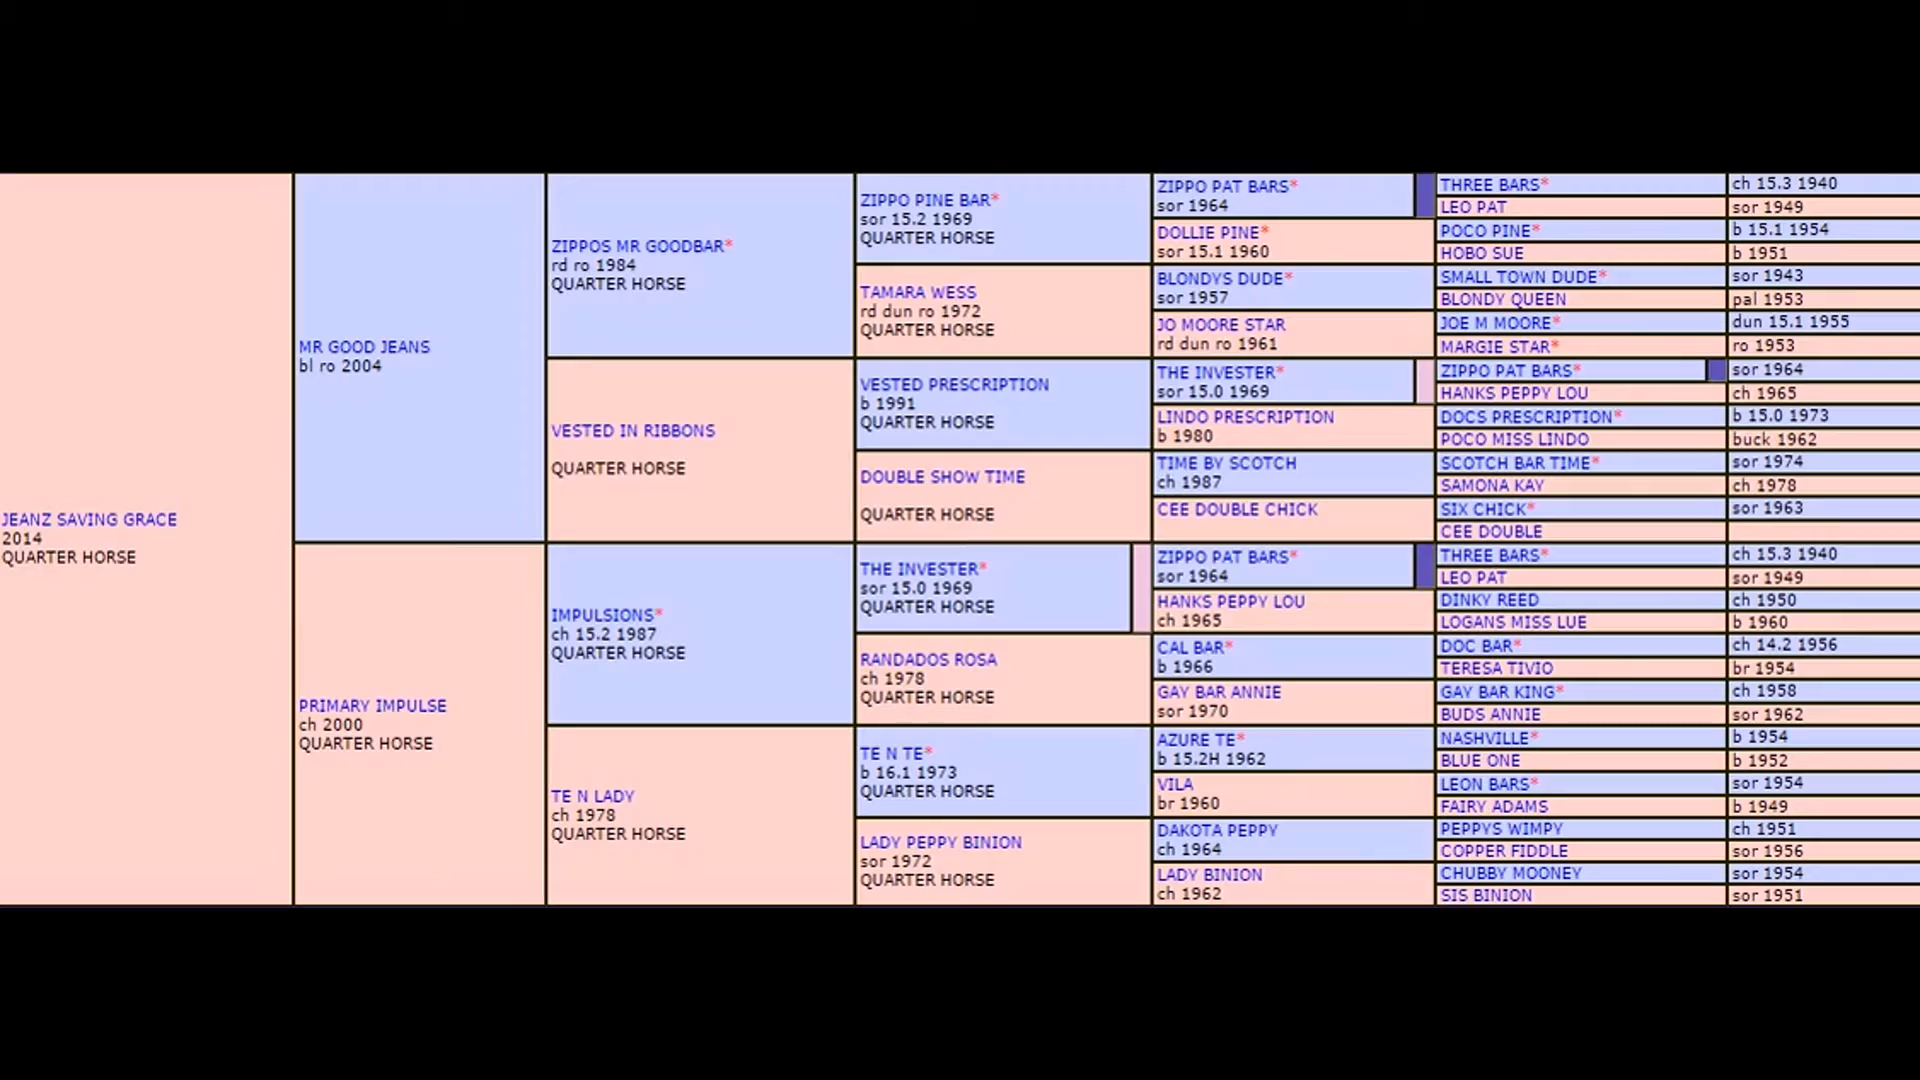 JEANZ SAVING GRACE
2014
QUARTER HORSE
MR GOOD JEANS
bl ro 2004
PRIMARY IMPULSE
ch 2000
QUARTER HORSE
ZIPPOS MR GOODBAR*
rd ro 1984
QUARTER HORSE
VESTED IN RIBBONS
QUARTER HORSE
IMPULSIONS*
ch 15.2 1987
QUARTER HORSE
TE N LADY
ch 1978
QUARTER HORSE
ZIPPO PINE BAR*
sor 15.2 1969
QUARTER HORSE
TAMARA WESS
rd dun ro 1972
QUARTER HORSE
VESTED PRESCRIPTION
b 1991
QUARTER HORSE
DOUBLE SHOW TIME
QUARTER HORSE
THE INVESTER*
sor 15.0 1969
QUARTER HORSE
RANDADOS ROSA
ch 1978
QUARTER HORSE
TE N TE*
b 16.1 1973
QUARTER HORSE
LADY PEPPY BINION
sor 1972
QUARTER HORSE
ZIPPO PAT BARS*
sor 1964
DOLLIE PINE*
sor 15.1 1960
BLONDYS DUDE*
sor 1957
JO MOORE STAR
rd dun ro 1961
THE INVESTER*
sor 15.0 1969
LINDO PRESCRIPTION
b 1980
TIME BY SCOTCH
ch 1987
CEE DOUBLE CHICK
ZIPPO PAT BARS*
sor 1964
HANKS PEPPY LOU
ch 1965
CAL BAR*
b 1966
GAY BAR ANNIE
sor 1970
AZURE TE*
b 15.2H 1962
VILA
br 1960
DAKOTA PEPPY
ch 1964
LADY BINION
ch 1962
THREE BARS* ch 15.3 1940
LEO PAT sor 1949
POCO PINE* b 15.1 1954
HOBO SUE b 1951
SMALL TOWN DUDE* sor 1943
BLONDY QUEEN pal 1953
JOE M MOORE* dun 15.1 1955
MARGIE STAR* ro 1953
ZIPPO PAT BARS* sor 1964
HANKS PEPPY LOU ch 1965
DOCS PRESCRIPTION* b 15.0 1973
POCO MISS LINDO buck 1962
SCOTCH BAR TIME* sor 1974
SAMONA KAY ch 1978
SIX CHICK* sor 1963
CEE DOUBLE
THREE BARS* ch 15.3 1940
LEO PAT sor 1949
DINKY REED ch 1950
LOGANS MISS LUE b 1960
DOC BAR* ch 14.2 1956
TERESA TIVIO br 1954
GAY BAR KING* ch 1958
BUDS ANNIE sor 1962
NASHVILLE* b 1954
BLUE ONE b 1952
LEON BARS* sor 1954
FAIRY ADAMS b 1949
PEPPYS WIMPY ch 1951
COPPER FIDDLE sor 1956
CHUBBY MOONEY sor 1954
SIS BINION sor 1951